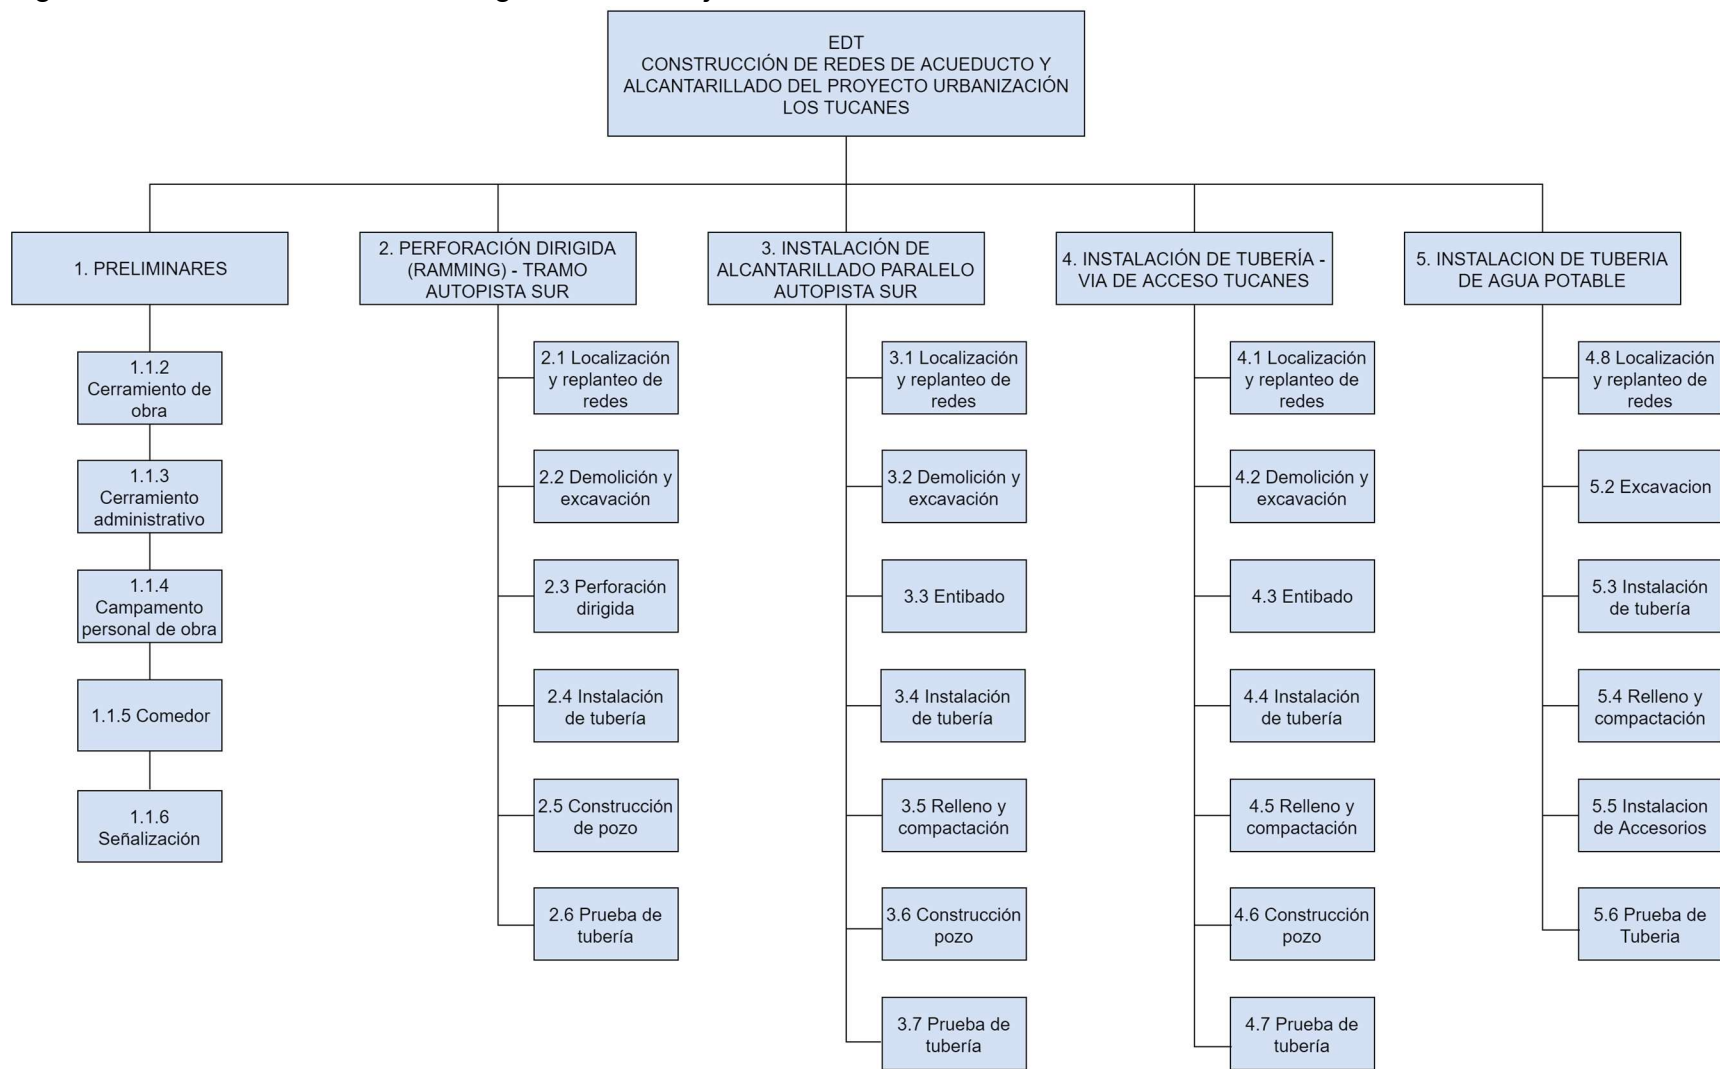 EDT
CONSTRUCCIÓN DE REDES DE ACUEDUCTO Y
ALCANTARILLADO DEL PROYECTO URBANIZACIÓN
LOS TUCANES
1. PRELIMINARES
1.1.2
Cerramiento de
obra
1.1.3
Cerramiento
administrativo
1.1.4
Campamento
personal de obra
1.1.5 Comedor
1.1.6
Señalización
2. PERFORACIÓN DIRIGIDA
(RAMMING) - TRAMO
AUTOPISTA SUR
2.1 Localización
y replanteo de
redes
2.2 Demolición y
excavación
2.3 Perforación
dirigida
2.4 Instalación
de tubería
2.5 Construcción
de pozo
2.6 Prueba de
tubería
3. INSTALACIÓN DE
ALCANTARILLADO PARALELO
AUTOPISTA SUR
3.1 Localización
y replanteo de
redes
3.2 Demolición y
excavación
3.3 Entibado
3.4 Instalación
de tubería
3.5 Relleno y
compactación
3.6 Construcción
pozo
3.7 Prueba de
tubería
4. INSTALACIÓN DE TUBERÍA -
VIA DE ACCESO TUCANES
4.1 Localización
y replanteo de
redes
4.2 Demolición y
excavación
4.3 Entibado
4.4 Instalación
de tubería
4.5 Relleno y
compactación
4.6 Construcción
pozo
4.7 Prueba de
tubería
5. INSTALACION DE TUBERIA
DE AGUA POTABLE
4.8 Localización
y replanteo de
redes
5.2 Excavacion
5.3 Instalación
de tubería
5.4 Relleno y
compactación
5.5 Instalacion
de Accesorios
5.6 Prueba de
Tuberia